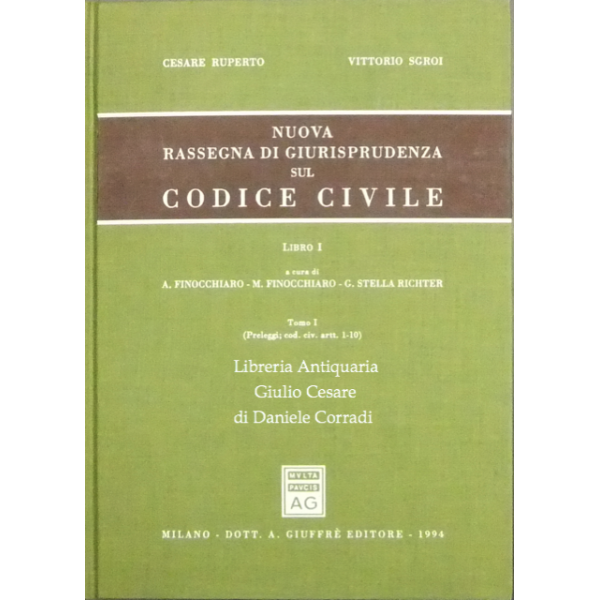 CESARE RUPERTO VITTORIO SGROI
NUOVA
RASSEGNA DI GIURISPRUDENZA
SUL
CODICE CIVILE
LIBRO I
a cura di
A. FINOCCHIARO - M. FINOCCHIARO - G. STELLA RICHTER
Tomo I
(Preleggi; cod. civ. artt. 1-10)
Libreria Antiquaria
Giulio Cesare
di Daniele Corradi
MVLTA
PAVCIS
AG
MILANO - DOTT. A. GIUFFRÈ EDITORE - 1994